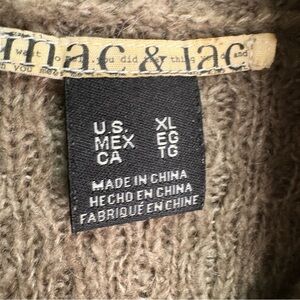 mac & jac
U.S. XL
MEX EG
CA TG
MADE IN CHINA
HECHO EN CHINA
FABRIQUÉ EN CHINE